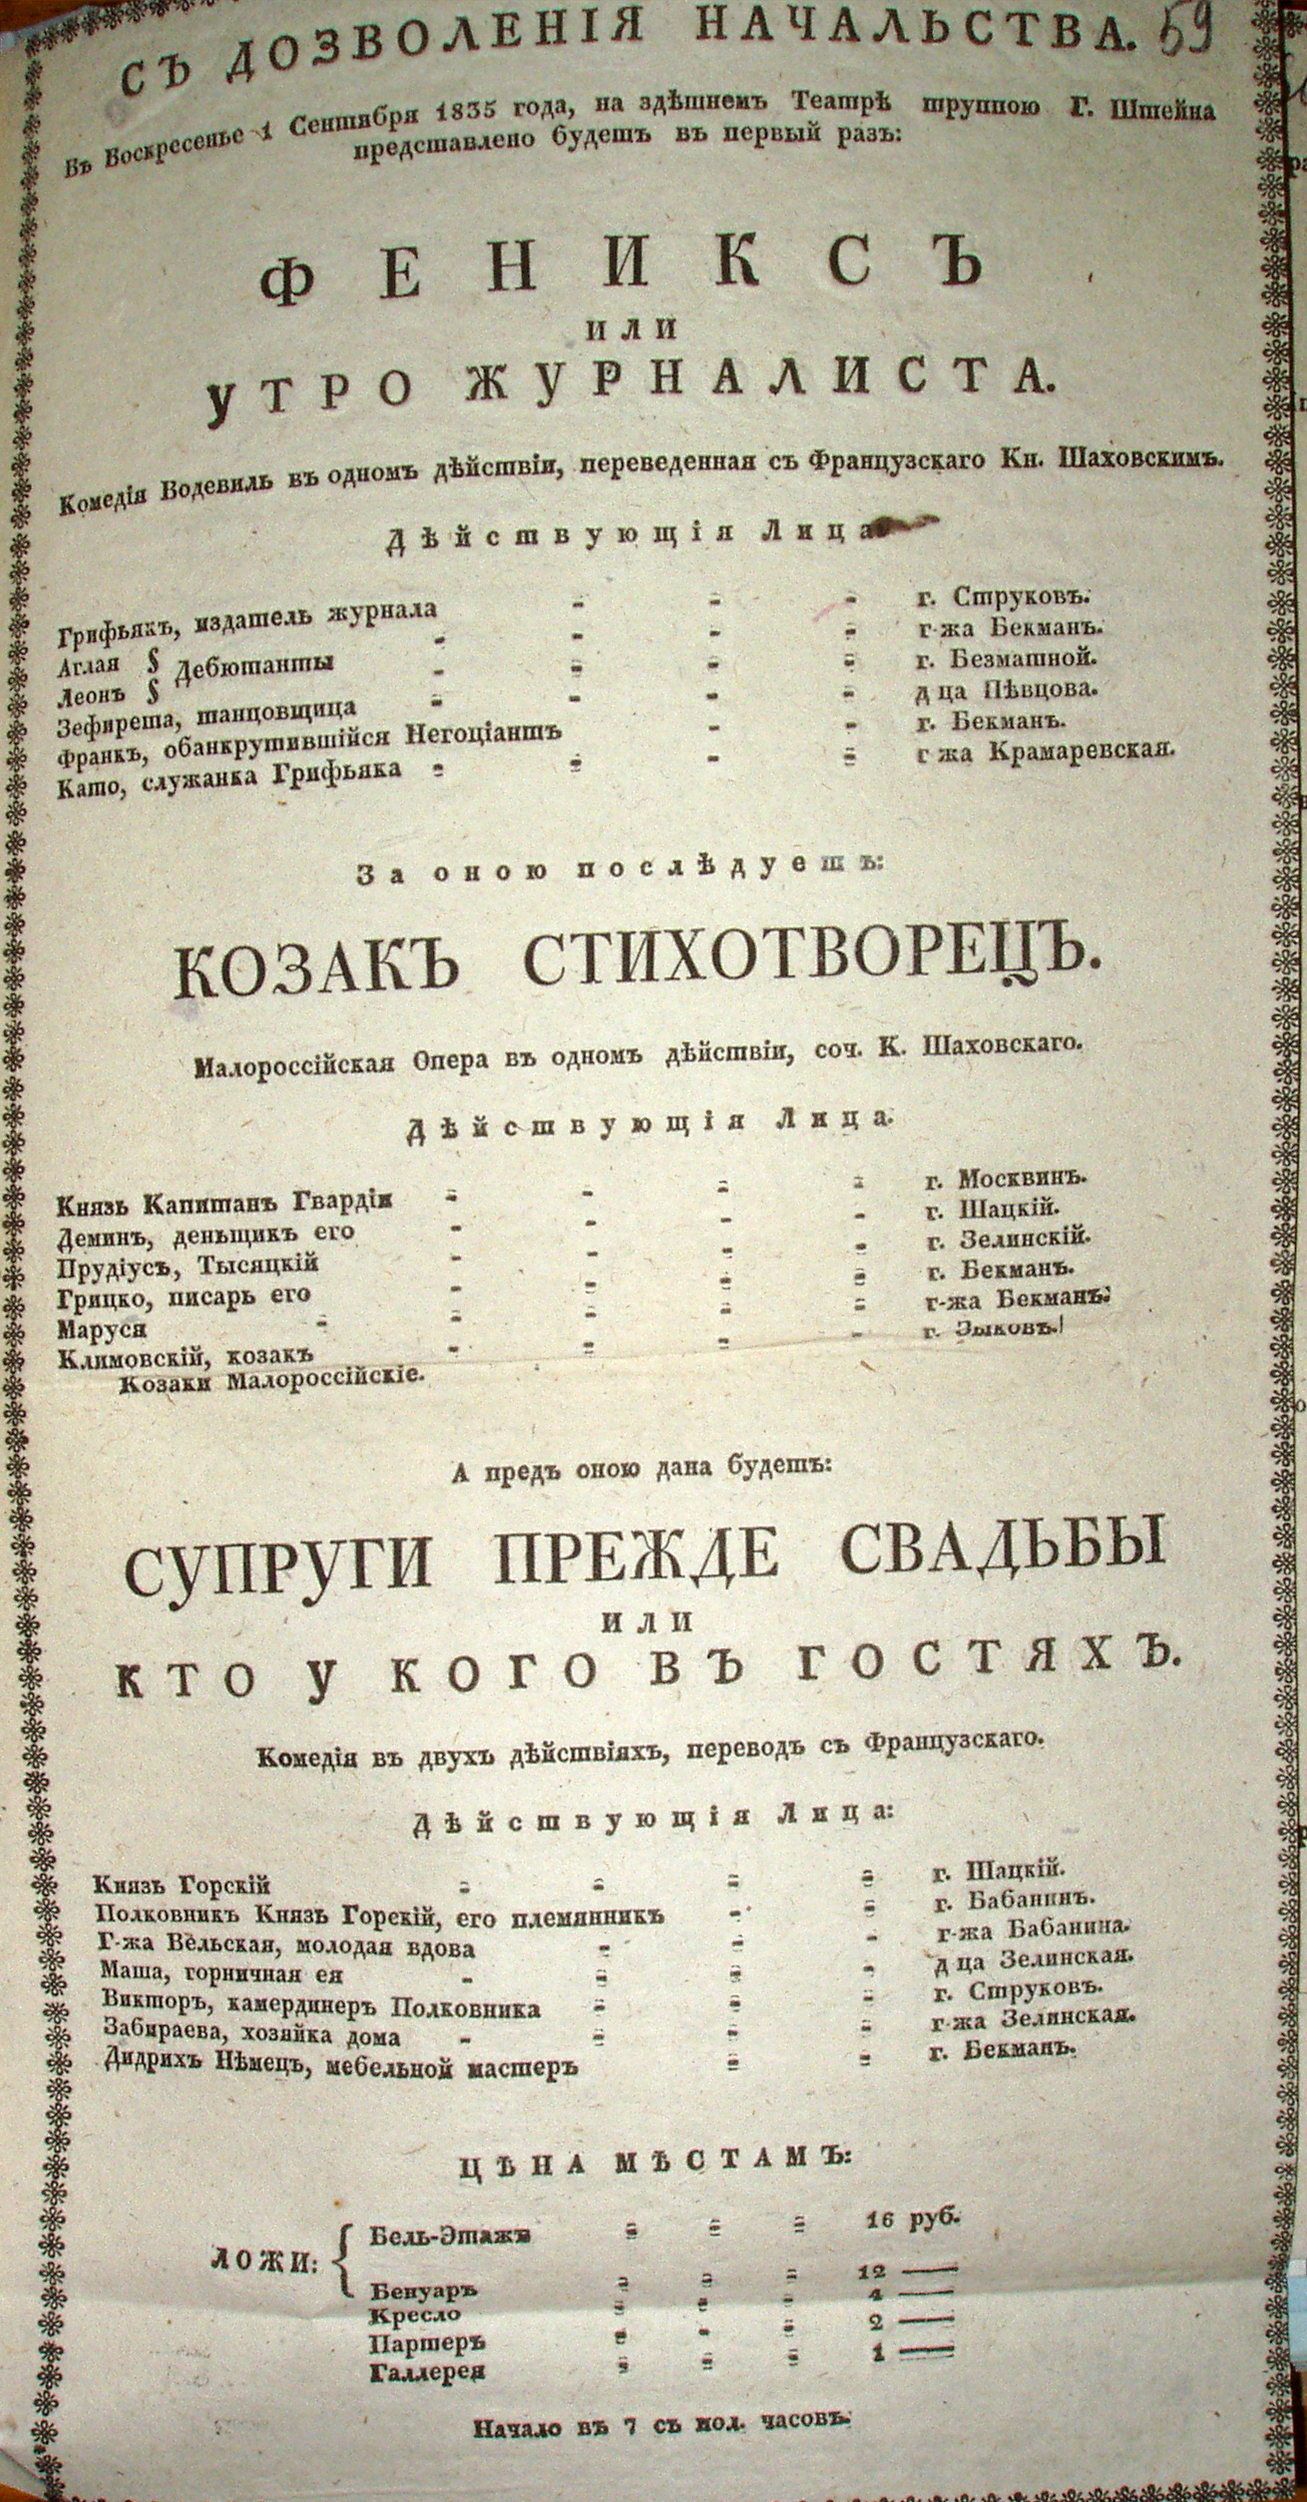 СЪ ДОЗВОЛЕНІЯ НАЧАЛЬСТВА. 59
Въ Воскресенье 1 Сентября 1835 года, на здѣшнемъ Театрѣ труппою Г. Штейна
представлено будетъ въ первый разъ:
ФЕНИКСЪ
ИЛИ
УТРО ЖУРНАЛИСТА.
Комедія Водевиль въ одномъ дѣйствіи, переведенная съ Французскаго Кн. Шаховскимъ.
Дѣйствующія Лица
Грифьякъ, издатель журнала - - - г. Струковъ.
Аглая } Дебютанты - - - - г-жа Бекманъ.
Леонъ } - - - - г. Безматной.
Зефирета, танцовщица - - - - д ца Пѣвцова.
Франкъ, обанкрутившійся Негоціантъ - - г. Бекманъ.
Като, служанка Грифьяка - - - - г жа Крамаревская.
За оною послѣдуетъ:
КОЗАКЪ СТИХОТВОРЕЦЪ.
Малороссійская Опера въ одномъ дѣйствіи, соч. К. Шаховскаго.
Дѣйствующія Лица.
Князь Капитанъ Гвардіи - - - - г. Москвинъ.
Деминъ, деньщикъ его - - - - г. Шацкій.
Прудіусъ, Тысяцкій - - - - г. Зелинскій.
Грицко, писарь его - - - - г. Бекманъ.
Маруся - - - - - г-жа Бекманъ.
Климовскій, козакъ - - - - г. Зыковъ.
Козаки Малороссійскіе.
А предъ оною дана будетъ:
СУПРУГИ ПРЕЖДЕ СВАДЬБЫ
ИЛИ
КТО У КОГО ВЪ ГОСТЯХЪ.
Комедія въ двухъ дѣйствіяхъ, переводъ съ Французскаго.
Дѣйствующія Лица:
Князь Горскій - - - - г. Шацкій.
Полковникъ Князь Горскій, его племянникъ - - г. Бабанинъ.
Г-жа Вельская, молодая вдова - - - г-жа Бабанина.
Маша, горничная ея - - - - д ца Зелинская.
Викторъ, камердинеръ Полковника - - - г. Струковъ.
Забираева, хозяйка дома - - - - г-жа Зелинская.
Дидрихъ Нѣмецъ, мебельной мастеръ - - г. Бекманъ.
ЦѢНА МѢСТАМЪ:
ЛОЖИ: { Бель-Этажъ - - - 16 руб.
Бенуаръ - - - 12 —
Кресло - - - 4 —
Партеръ - - - 2 —
Галлерея - - - 1 —
Начало въ 7 съ пол. часовъ.